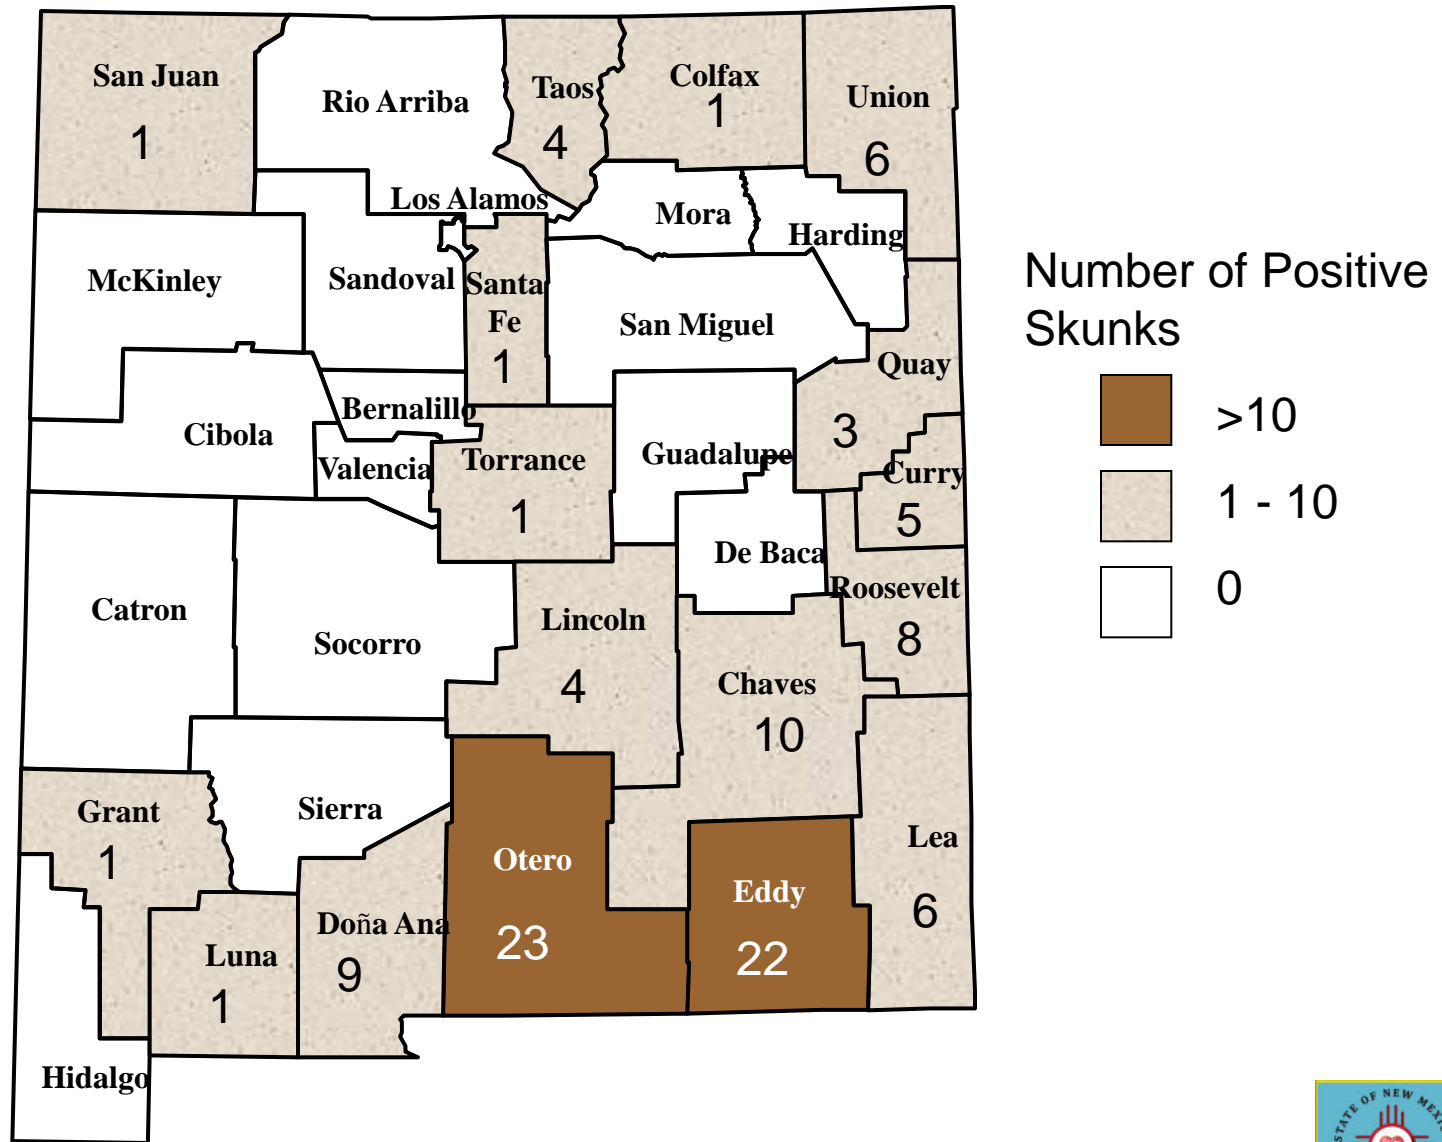 San Juan
1
Rio Arriba
Taos
4
Colfax
1
Union
6
Los Alamos
Mora
Harding
McKinley
Sandoval
Santa
Fe
1
San Miguel
Quay
3
Bernalillo
Cibola
Valencia
Torrance
1
Guadalupe
Curry
5
De Baca
Roosevelt
8
Catron
Socorro
Lincoln
4
Chaves
10
Grant
1
Sierra
Otero
23
Eddy
22
Lea
6
Luna
1
Doña Ana
9
Hidalgo
Number of Positive
Skunks
>10
1 - 10
0
STATE OF NEW